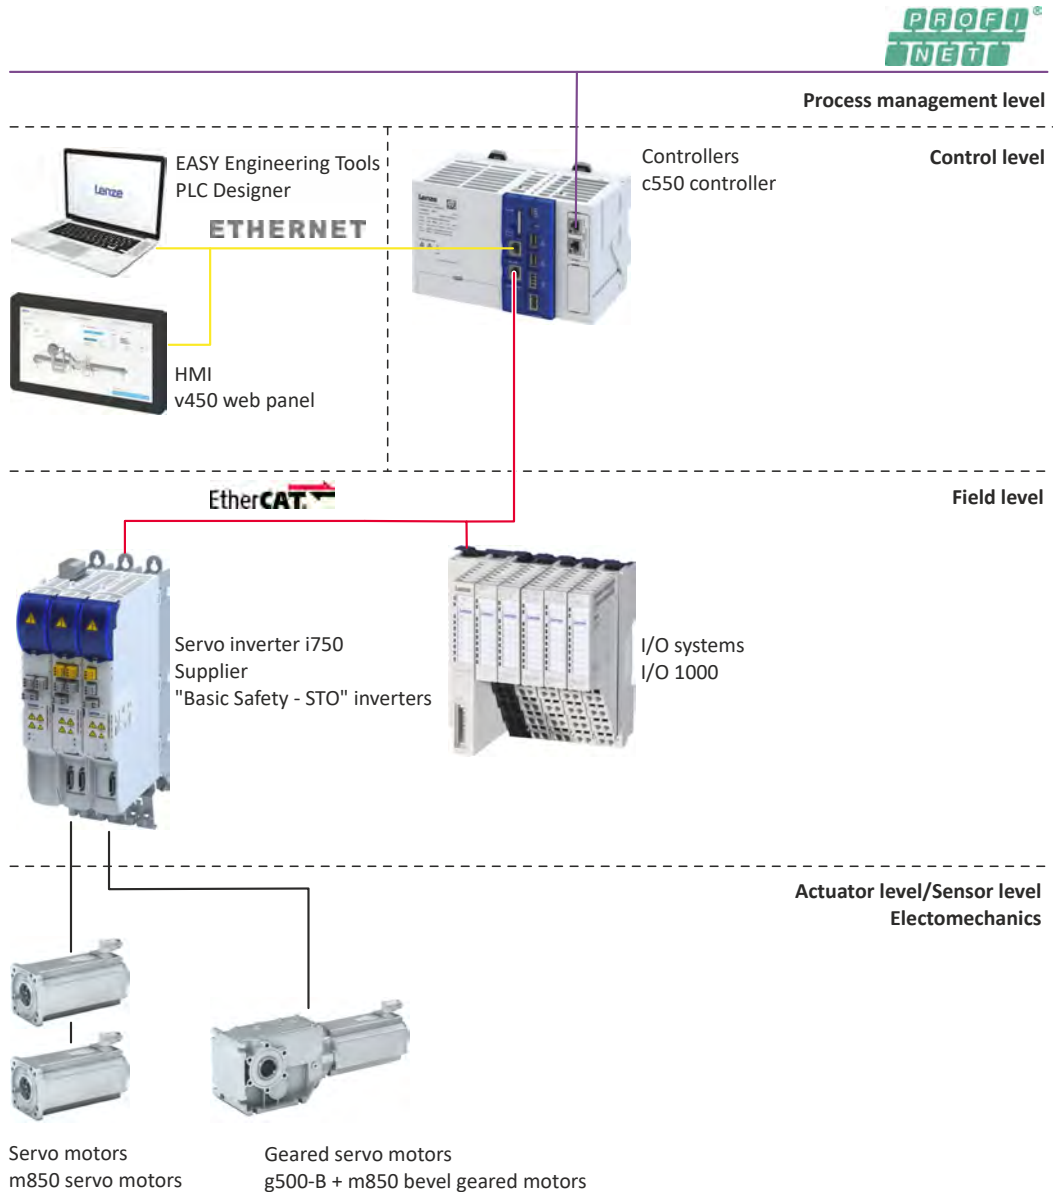 PROFI®
NET
Process management level
EASY Engineering Tools
PLC Designer
Lenze
ETHERNET
Controllers
c550 controller
Control level
Lenze
HMI
v450 web panel
EtherCAT.
Field level
Servo inverter i750
Supplier
"Basic Safety - STO" inverters
Lenze
I/O systems
I/O 1000
Actuator level/Sensor level
Electomechanics
Servo motors
m850 servo motors
Geared servo motors
g500-B + m850 bevel geared motors